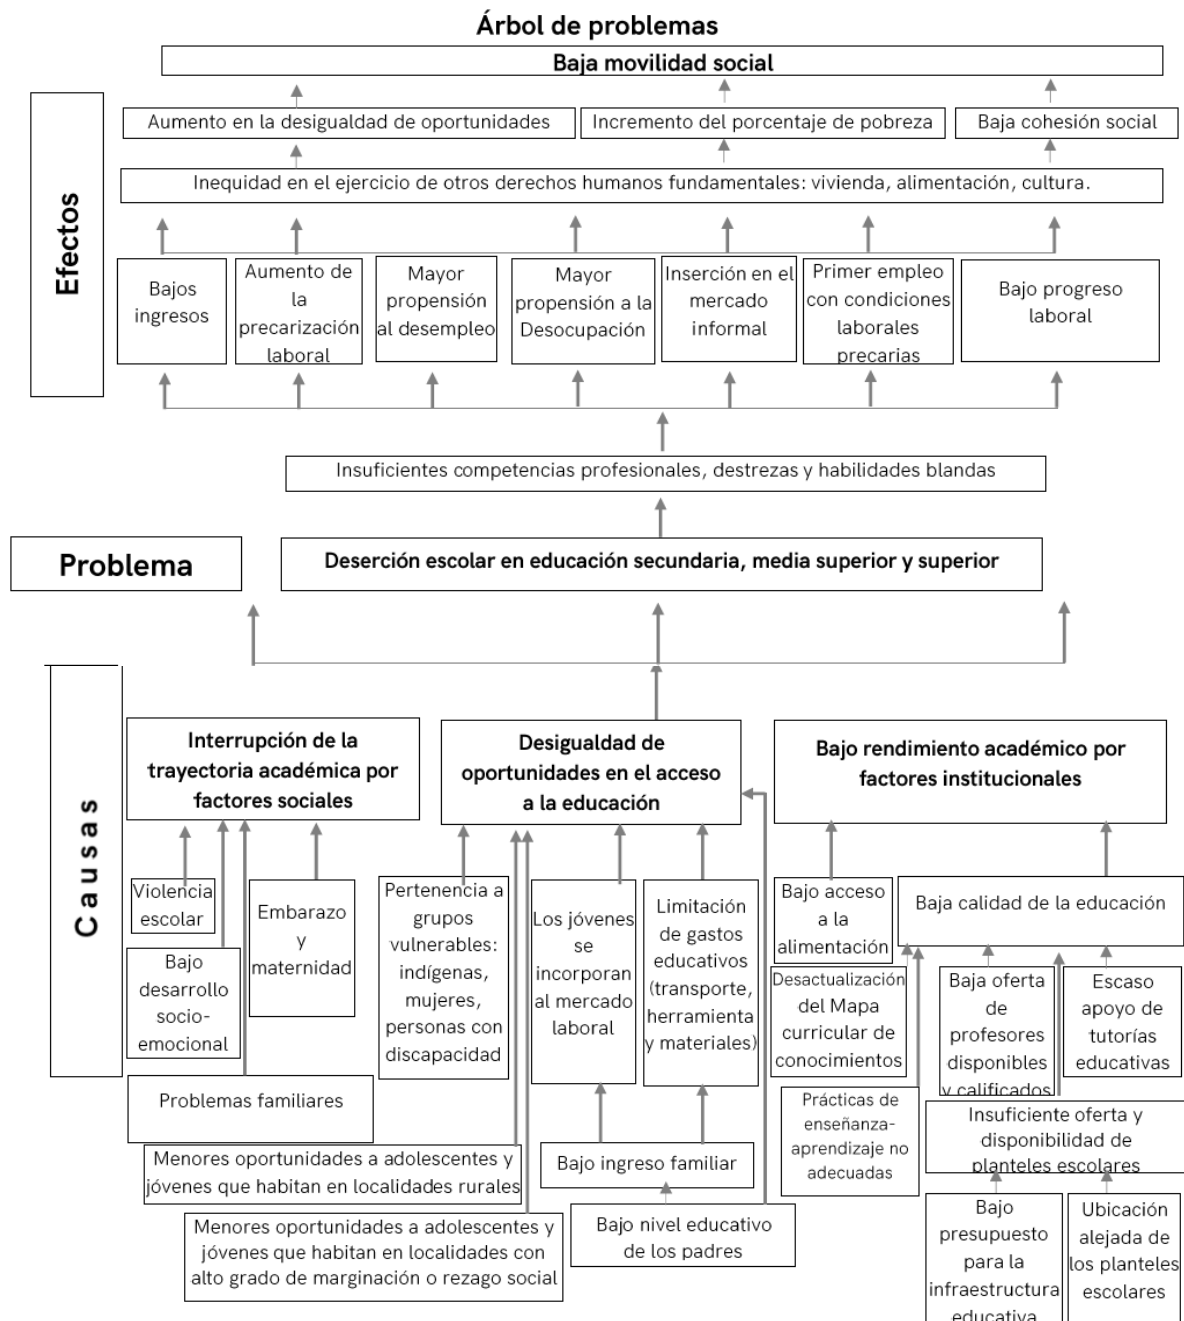 Árbol de problemas
Baja movilidad social
Efectos
Aumento en la desigualdad de oportunidades
Incremento del porcentaje de pobreza
Baja cohesión social
Inequidad en el ejercicio de otros derechos humanos fundamentales: vivienda, alimentación, cultura.
Bajos
ingresos
Aumento de
la
precarización
laboral
Mayor
propensión
al desempleo
Mayor
propensión a la
Desocupación
Inserción en el
mercado
informal
Primer empleo
con condiciones
laborales
precarias
Bajo progreso
laboral
Insuficientes competencias profesionales, destrezas y habilidades blandas
Problema
Deserción escolar en educación secundaria, media superior y superior
Causas
Interrupción de la
trayectoria académica por
factores sociales
Desigualdad de
oportunidades en el acceso
a la educación
Bajo rendimiento académico por
factores institucionales
Violencia
escolar
Embarazo
y
maternidad
Bajo
desarrollo
socio-
emocional
Problemas familiares
Pertenencia a
grupos
vulnerables:
indígenas,
mujeres,
personas con
discapacidad
Los jóvenes
se
incorporan
al mercado
laboral
Limitación
de gastos
educativos
(transporte,
herramienta
y materiales)
Menores oportunidades a adolescentes y
jóvenes que habitan en localidades rurales
Menores oportunidades a adolescentes y
jóvenes que habitan en localidades con
alto grado de marginación o rezago social
Bajo ingreso familiar
Bajo nivel educativo
de los padres
Bajo acceso
a la
alimentación
Baja calidad de la educación
Desactualización
del Mapa
curricular de
conocimientos
Baja oferta
de
profesores
disponibles
y calificados
Escaso
apoyo de
tutorías
educativas
Prácticas de
enseñanza-
aprendizaje no
adecuadas
Insuficiente oferta y
disponibilidad de
planteles escolares
Bajo
presupuesto
para la
infraestructura
educativa
Ubicación
alejada de
los planteles
escolares